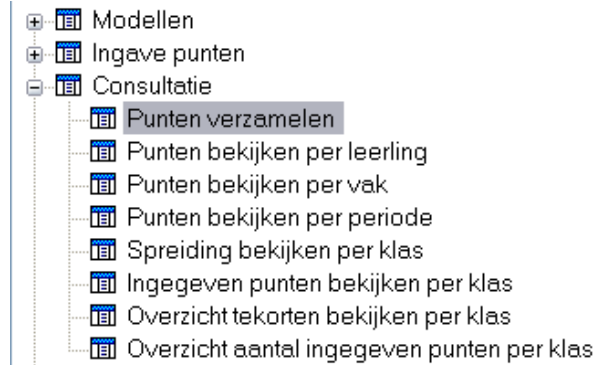 Modellen
Ingave punten
Consultatie
Punten verzamelen
Punten bekijken per leerling
Punten bekijken per vak
Punten bekijken per periode
Spreiding bekijken per klas
Ingegeven punten bekijken per klas
Overzicht tekorten bekijken per klas
Overzicht aantal ingegeven punten per klas